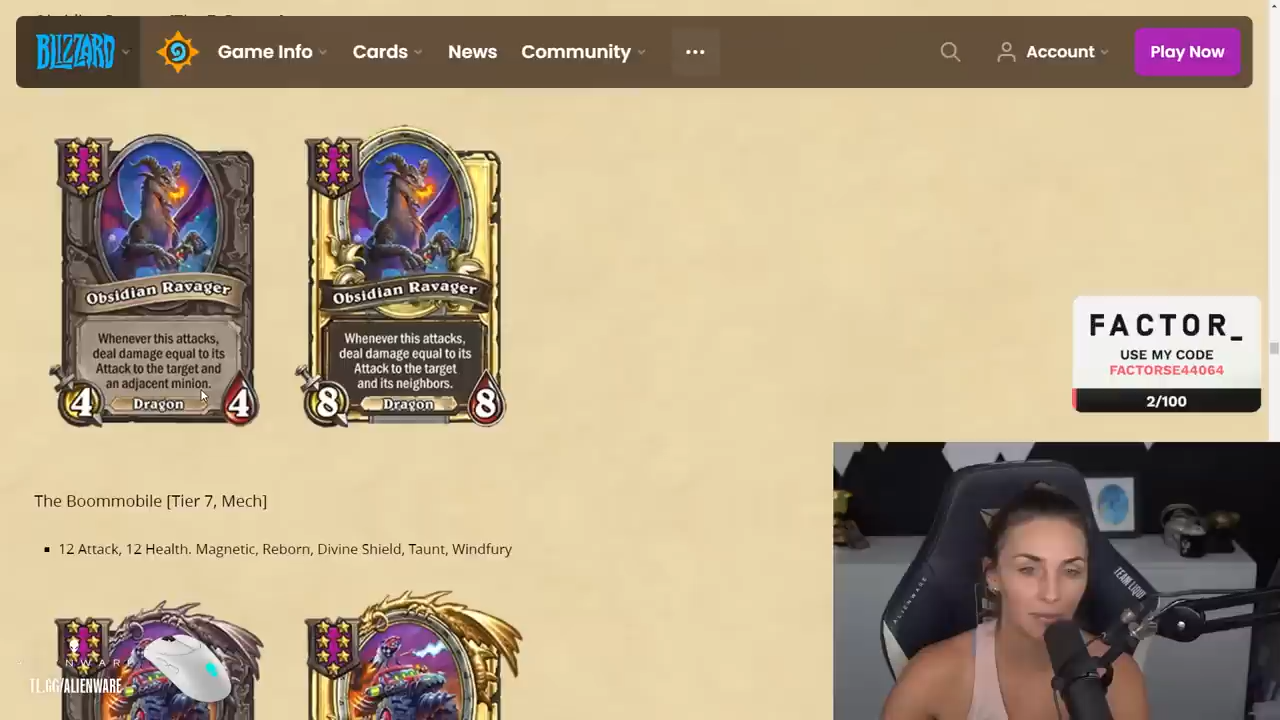 BLIZZARD
Game Info
Cards
News
Community
Account
Play Now
Obsidian Ravager
Whenever this attacks,
deal damage equal to its
Attack to the target and
an adjacent minion.
4
Dragon
4
Obsidian Ravager
Whenever this attacks,
deal damage equal to its
Attack to the target
and its neighbors.
8
Dragon
8
FACTOR_
USE MY CODE
FACTORSE44064
2/100
The Boommobile [Tier 7, Mech]
12 Attack, 12 Health. Magnetic, Reborn, Divine Shield, Taunt, Windfury
TL.GG/ALIENWARE
ALIENWARE